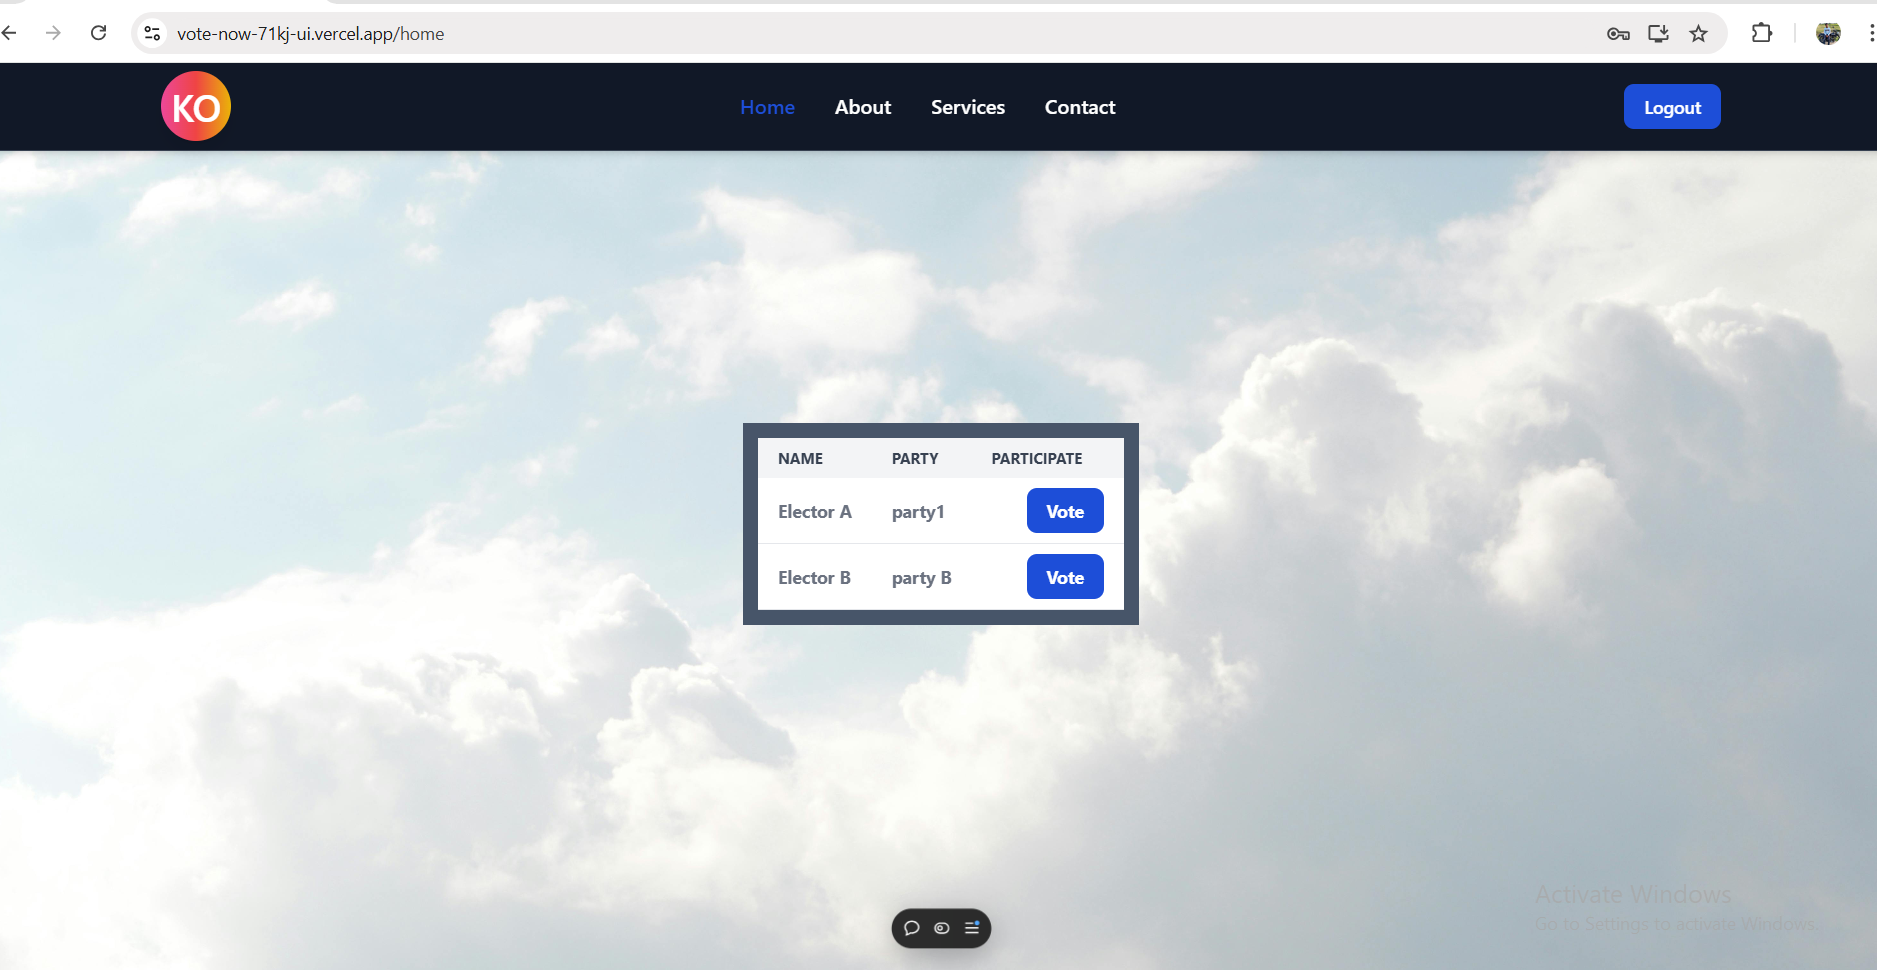 vote-now-71kj-ui.vercel.app/home
KO
Home About Services Contact Logout
NAME PARTY PARTICIPATE
Elector A party1 Vote
Elector B party B Vote
Activate Windows
Go to Settings to activate Windows.